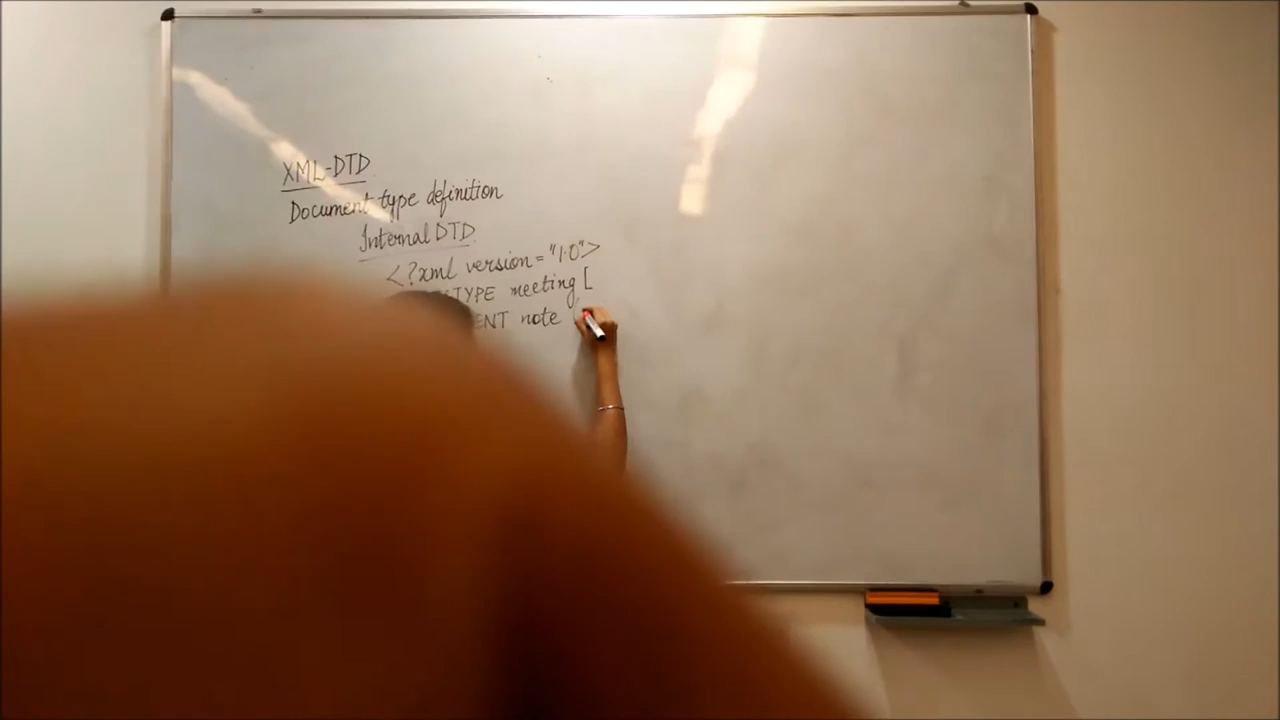 XML-DTD
Document type definition
Internal DTD
<?xml version="1.0">
meeting [
note